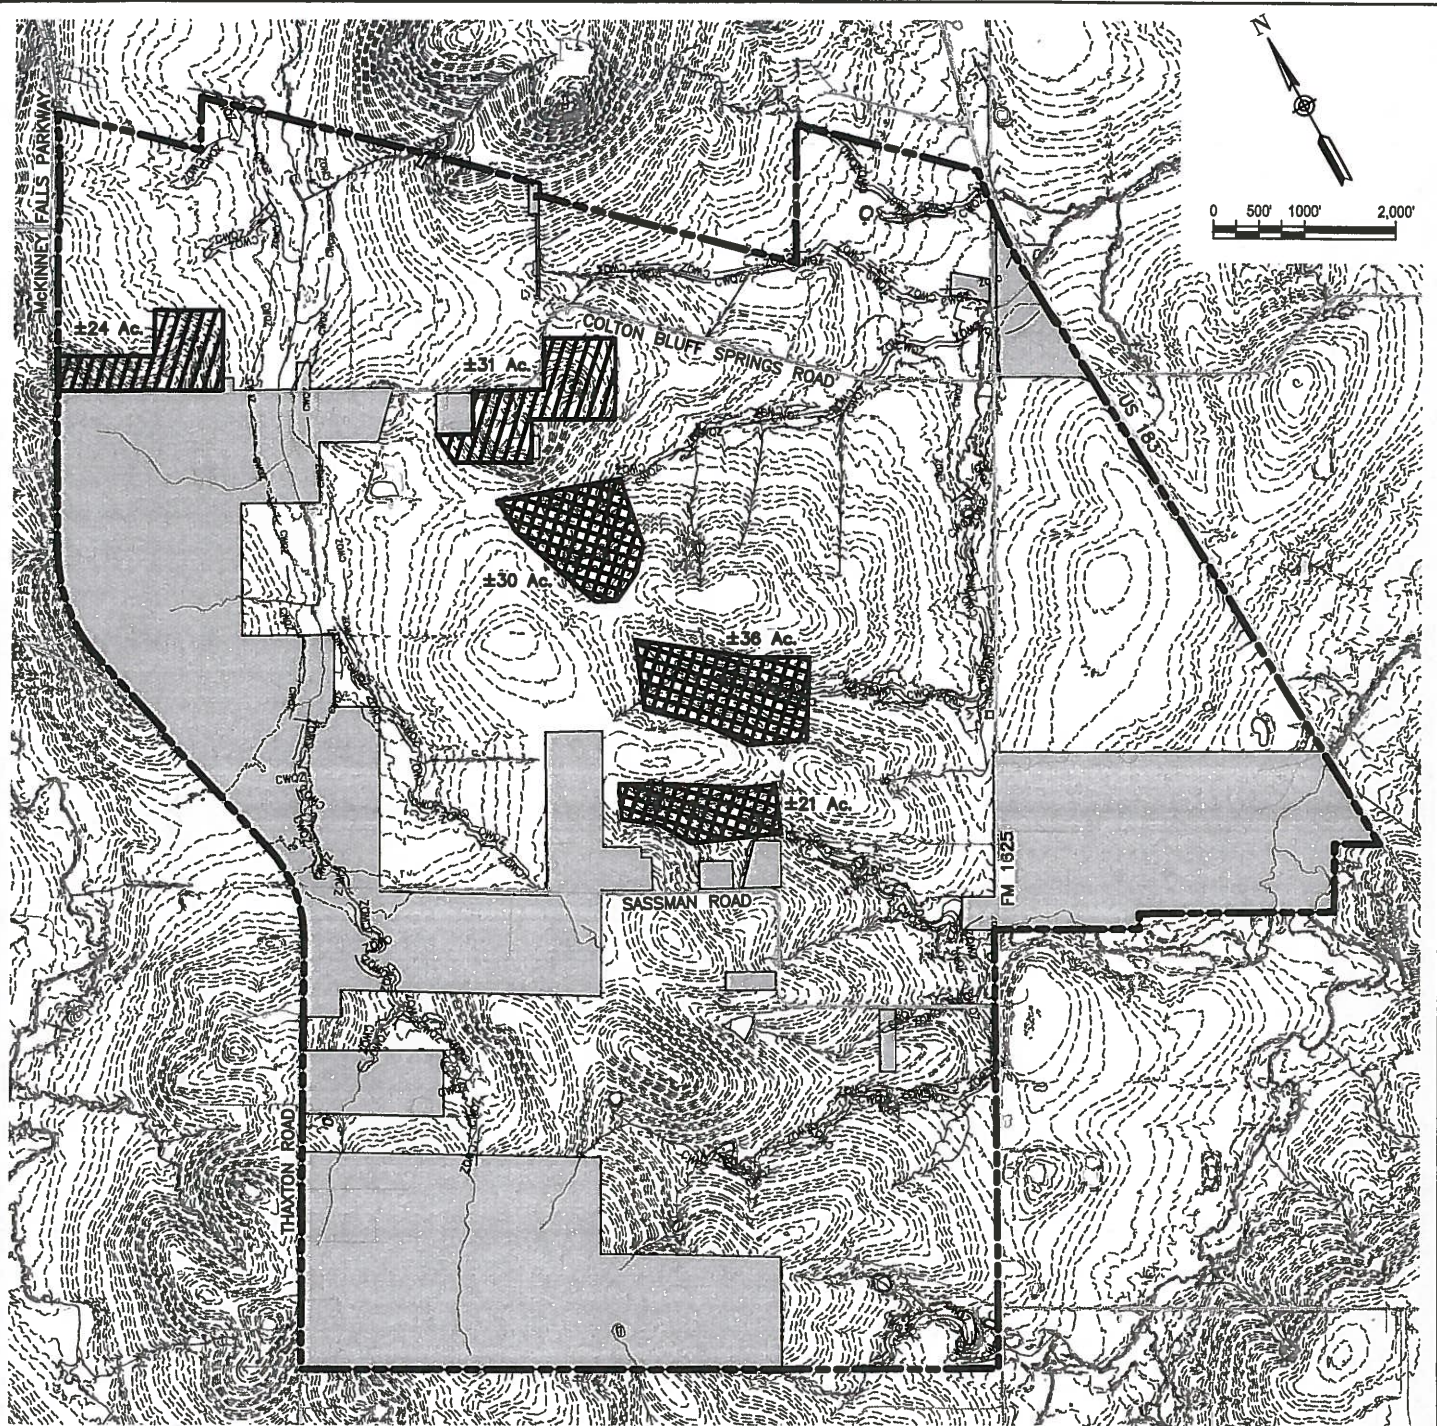 N
0 500' 1000' 2,000'
McKINNEY FALLS PARKWAY
±24 Ac.
±31 Ac.
COLTON BLUFF SPRINGS ROAD
US 183
±30 Ac.
±36 Ac.
±21 Ac.
CWQZ
FM 1625
SASSMAN ROAD
THAXTON ROAD